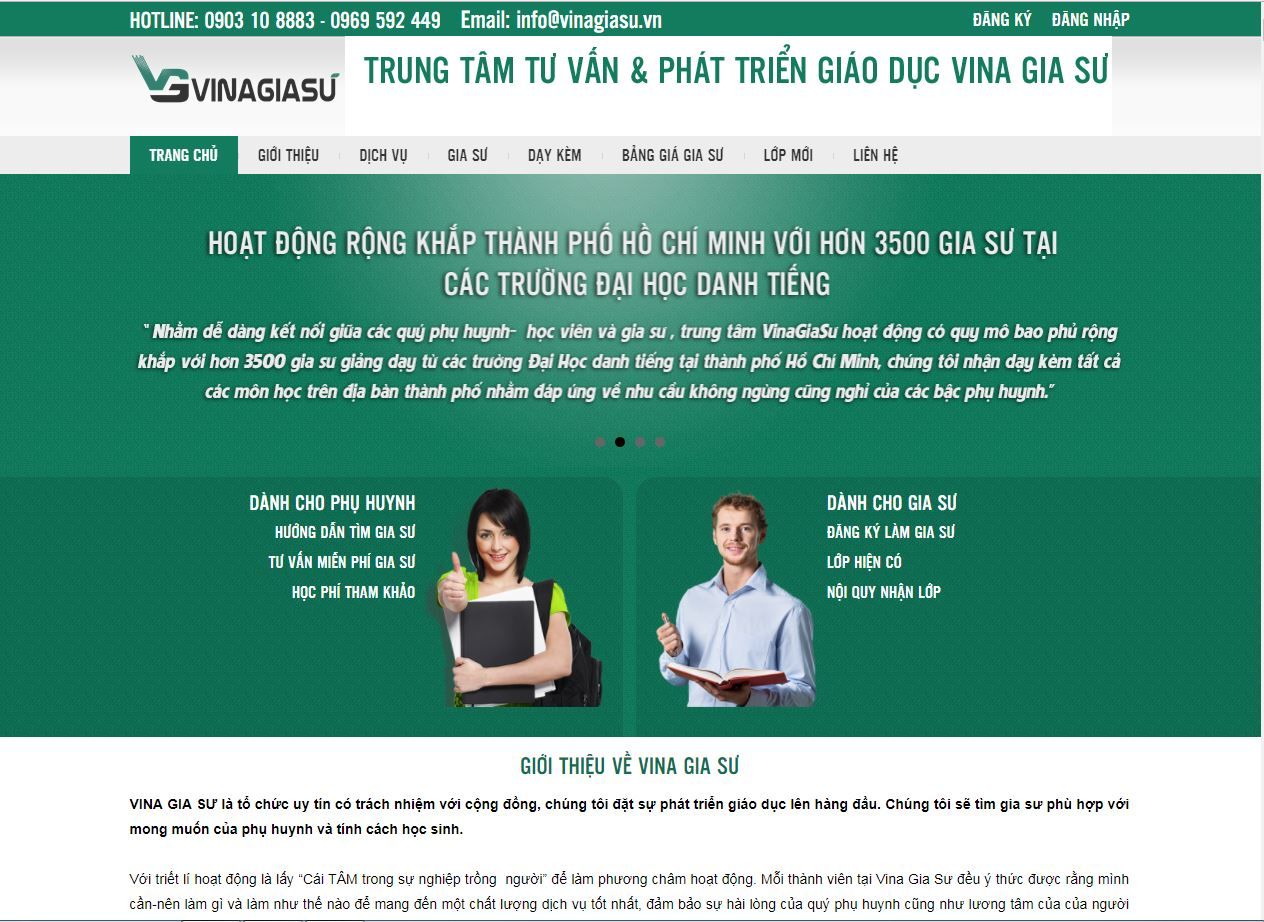 HOTLINE: 0903 10 8883 - 0969 592 449 Email: info@vinagiasu.vn
ĐĂNG KÝ ĐĂNG NHẬP
VG VINAGIASƯ
TRUNG TÂM TƯ VẤN & PHÁT TRIỂN GIÁO DỤC VINA GIA SƯ
TRANG CHỦ GIỚI THIỆU DỊCH VỤ GIA SƯ DẠY KÈM BẢNG GIÁ GIA SƯ LỚP MỚI LIÊN HỆ
HOẠT ĐỘNG RỘNG KHẮP THÀNH PHỐ HỒ CHÍ MINH VỚI HƠN 3500 GIA SƯ TẠI
CÁC TRƯỜNG ĐẠI HỌC DANH TIẾNG
“ Nhằm dễ dàng kết nối giữa các quý phụ huynh- học viên và gia sư , trung tâm VinaGiaSư hoạt động có quy mô bao phủ rộng
khắp với hơn 3500 gia sư giảng dạy từ các trường Đại Học danh tiếng tại thành phố Hồ Chí Minh, chúng tôi nhận dạy kèm tất cả
các môn học trên địa bàn thành phố nhằm đáp ứng về nhu cầu không ngừng cũng nghỉ của các bậc phụ huynh.”
DÀNH CHO PHỤ HUYNH
HƯỚNG DẪN TÌM GIA SƯ
TƯ VẤN MIỄN PHÍ GIA SƯ
HỌC PHÍ THAM KHẢO
DÀNH CHO GIA SƯ
ĐĂNG KÝ LÀM GIA SƯ
LỚP HIỆN CÓ
NỘI QUY NHẬN LỚP
GIỚI THIỆU VỀ VINA GIA SƯ
VINA GIA SƯ là tổ chức uy tín có trách nhiệm với cộng đồng, chúng tôi đặt sự phát triển giáo dục lên hàng đầu. Chúng tôi sẽ tìm gia sư phù hợp với
mong muốn của phụ huynh và tính cách học sinh.
Với triết lí hoạt động là lấy “Cái TÂM trong sự nghiệp trồng người” để làm phương châm hoạt động. Mỗi thành viên tại Vina Gia Sư đều ý thức được rằng mình
cần-nên làm gì và làm như thế nào để mang đến một chất lượng dịch vụ tốt nhất, đảm bảo sự hài lòng của quý phụ huynh cũng như lương tâm của của người